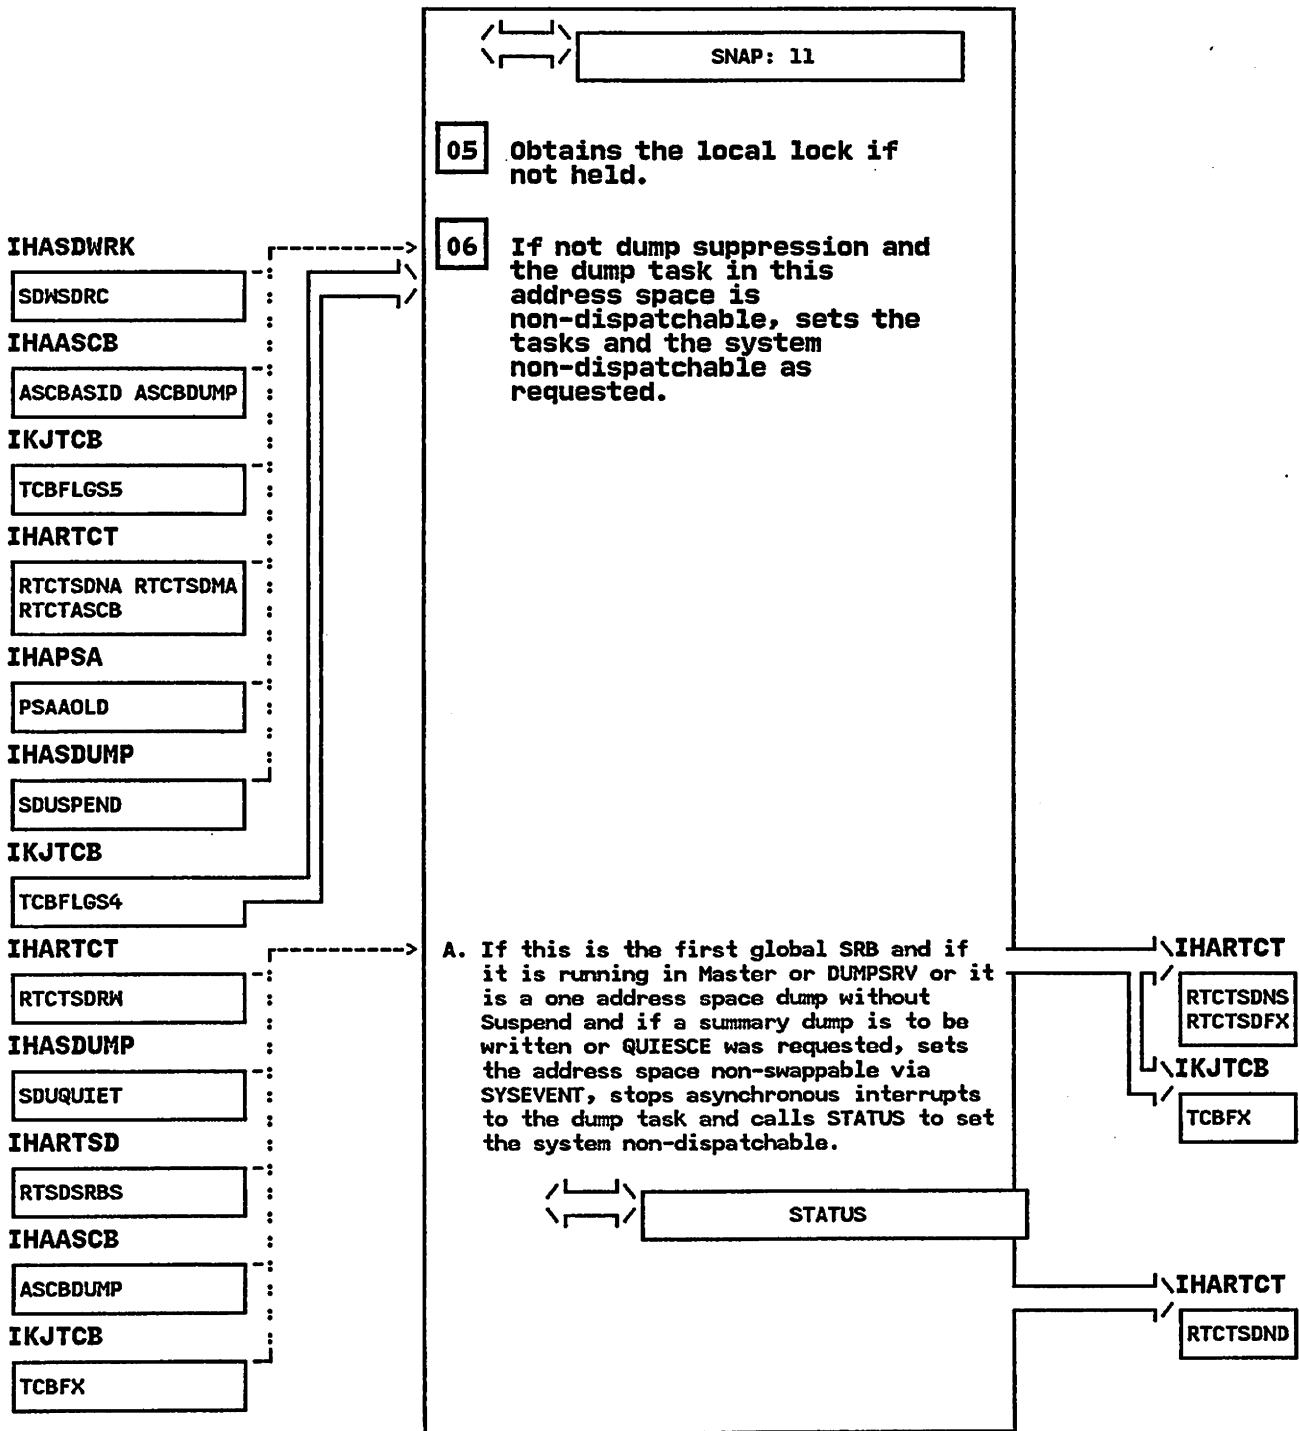 SNAP: 11
05 Obtains the local lock if
not held.
06 If not dump suppression and
the dump task in this
address space is
non-dispatchable, sets the
tasks and the system
non-dispatchable as
requested.
IHASDWRK
SDWSDRC
IHAASCB
ASCBASID ASCBDUMP
IKJTCB
TCBFLGS5
IHARTCT
RTCTSDNA RTCTSDMA
RTCTASCB
IHAPSA
PSAAOLD
IHASDUMP
SDUSPEND
IKJTCB
TCBFLGS4
IHARTCT
RTCTSDRW
IHASDUMP
SDUQUIET
IHARTSD
RTSDSRBS
IHAASCB
ASCBDUMP
IKJTCB
TCBFX
A. If this is the first global SRB and if
it is running in Master or DUMPSRV or it
is a one address space dump without
Suspend and if a summary dump is to be
written or QUIESCE was requested, sets
the address space non-swappable via
SYSEVENT, stops asynchronous interrupts
to the dump task and calls STATUS to set
the system non-dispatchable.
STATUS
IHARTCT
RTCTSDNS
RTCTSDFX
IKJTCB
TCBFX
IHARTCT
RTCTSDND